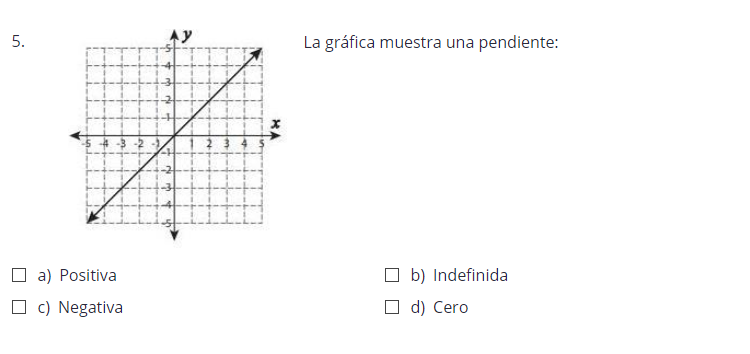 5.
La gráfica muestra una pendiente:
y
5
4
3
2
1
x
-5 -4 -3 -2 -1 1 2 3 4 5
-1
-2
-3
-4
-5
a) Positiva
b) Indefinida
c) Negativa
d) Cero